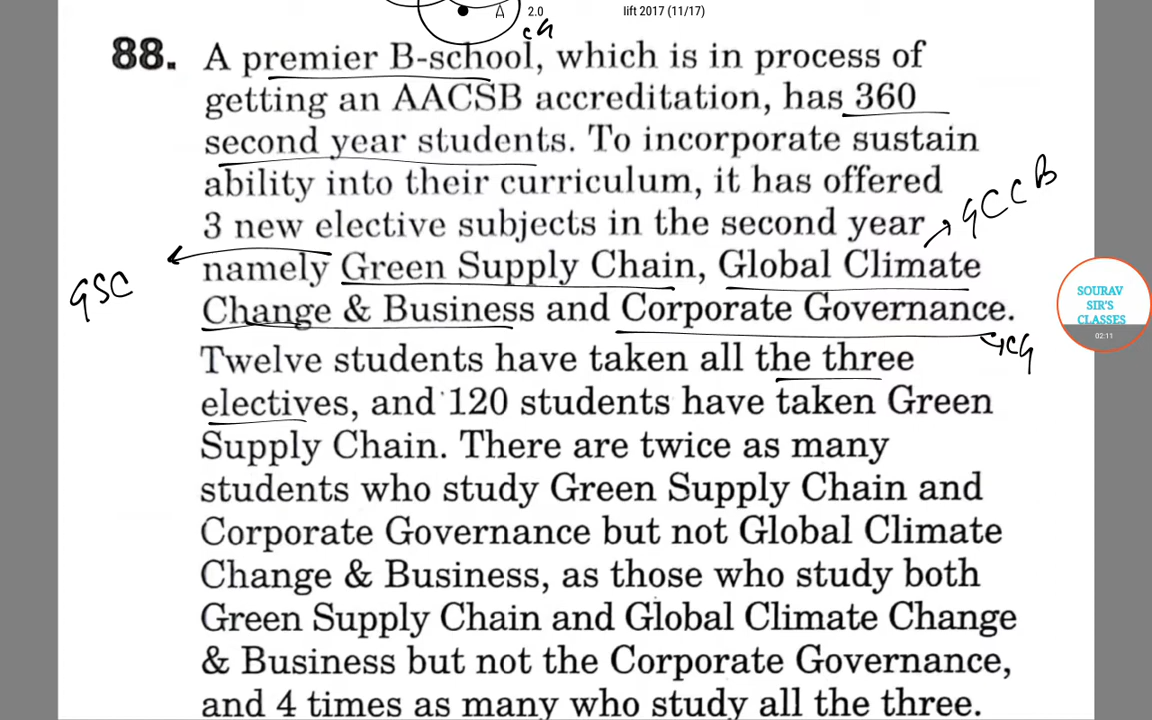 A 2.0 lift 2017 (11/17)
CG
88. A premier B-school, which is in process of
getting an AACSB accreditation, has 360
second year students. To incorporate sustain
ability into their curriculum, it has offered
3 new elective subjects in the second year
GCCB
namely Green Supply Chain, Global Climate
GSC
Change & Business and Corporate Governance.
SOURAV
SIR'S
CLASSES
02:11
CG
Twelve students have taken all the three
electives, and 120 students have taken Green
Supply Chain. There are twice as many
students who study Green Supply Chain and
Corporate Governance but not Global Climate
Change & Business, as those who study both
Green Supply Chain and Global Climate Change
& Business but not the Corporate Governance,
and 4 times as many who study all the three.